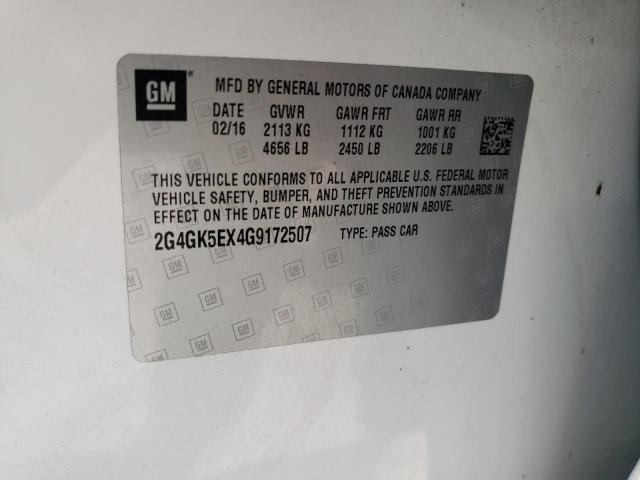 GM
MFD BY GENERAL MOTORS OF CANADA COMPANY
DATE GVWR GAWR FRT GAWR RR
02/16 2113 KG 1112 KG 1001 KG
4656 LB 2450 LB 2206 LB
THIS VEHICLE CONFORMS TO ALL APPLICABLE U.S. FEDERAL MOTOR
VEHICLE SAFETY, BUMPER, AND THEFT PREVENTION STANDARDS IN
EFFECT ON THE DATE OF MANUFACTURE SHOWN ABOVE.
2G4GK5EX4G9172507 TYPE: PASS CAR